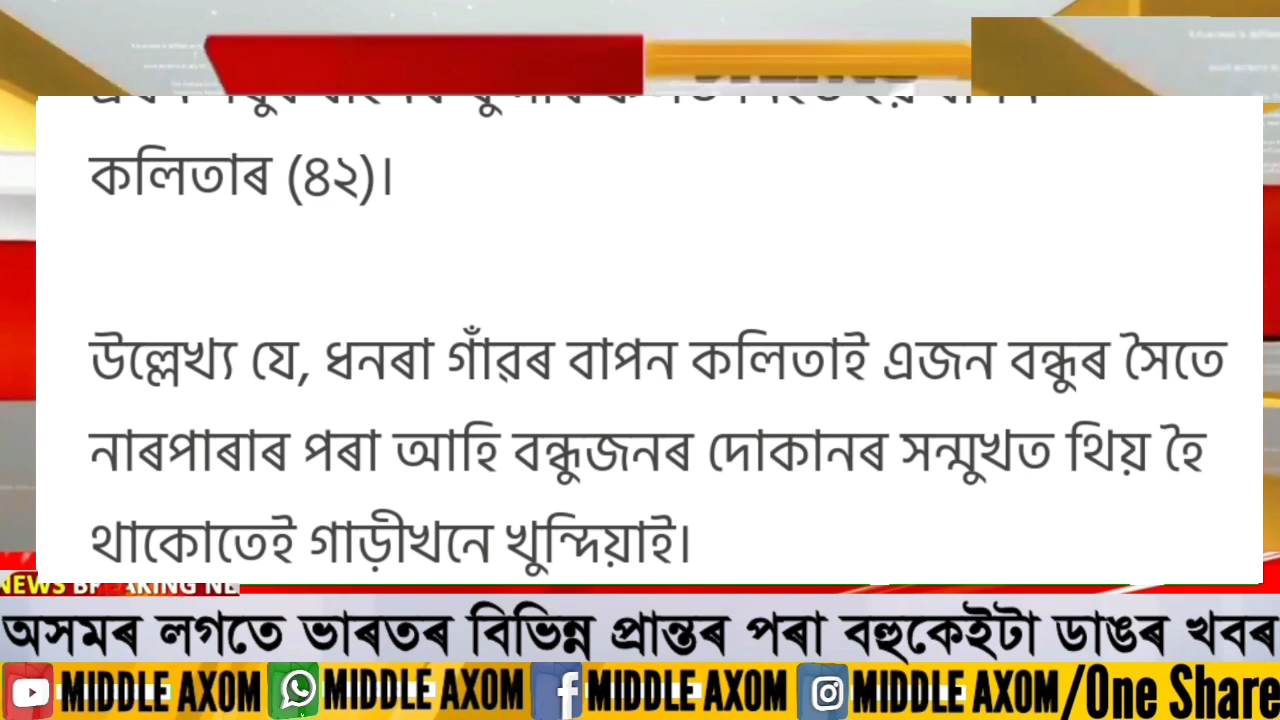 কলিতাৰ (৪২)।
উল্লেখ্য যে, ধনৰা গাঁৱৰ বাপন কলিতাই এজন বন্ধুৰ সৈতে
নাৰপাৰাৰ পৰা আহি বন্ধুজনৰ দোকানৰ সন্মুখত থিয় হৈ
থাকোতেই গাড়ীখনে খুন্দিয়াই।
NEWS
অসমৰ লগতে ভাৰতৰ বিভিন্ন প্ৰান্তৰ পৰা বহুকেইটা ডাঙৰ খবৰ
MIDDLE AXOM MIDDLE AXOM MIDDLE AXOM MIDDLE AXOM/One Share